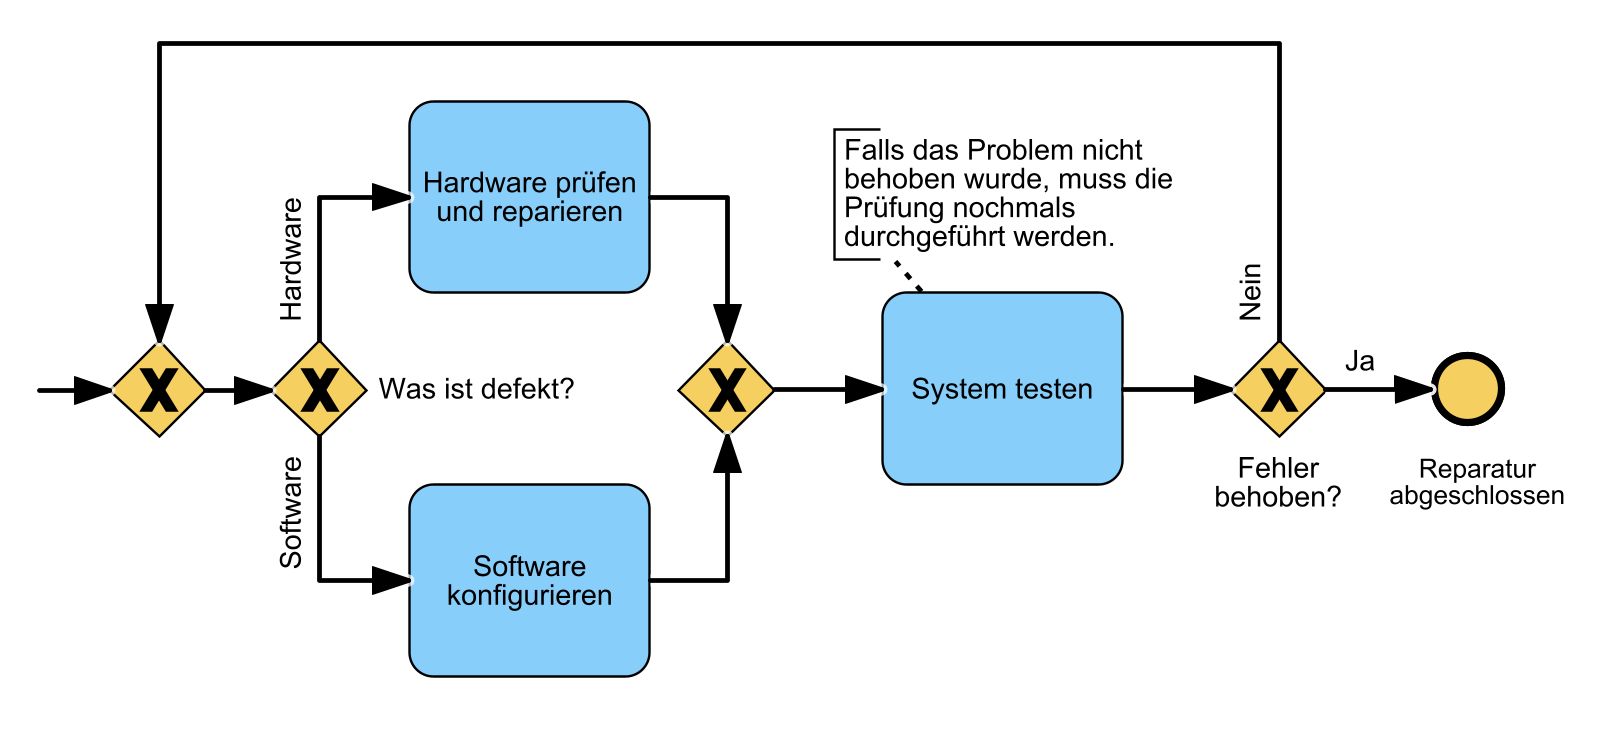 Hardware
Hardware prüfen
und reparieren
Was ist defekt?
Software
Software
konfigurieren
Falls das Problem nicht
behoben wurde, muss die
Prüfung nochmals
durchgeführt werden.
System testen
Nein
Ja
Fehler
behoben?
Reparatur
abgeschlossen